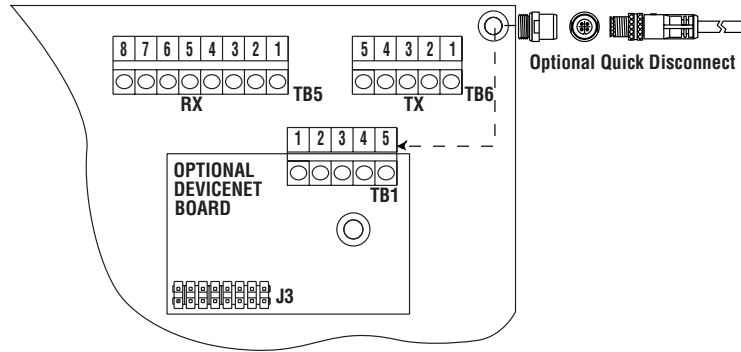 8 7 6 5 4 3 2 1
RX
TB5
5 4 3 2 1
TX
TB6
Optional Quick Disconnect
1 2 3 4 5
TB1
OPTIONAL
DEVICENET
BOARD
J3